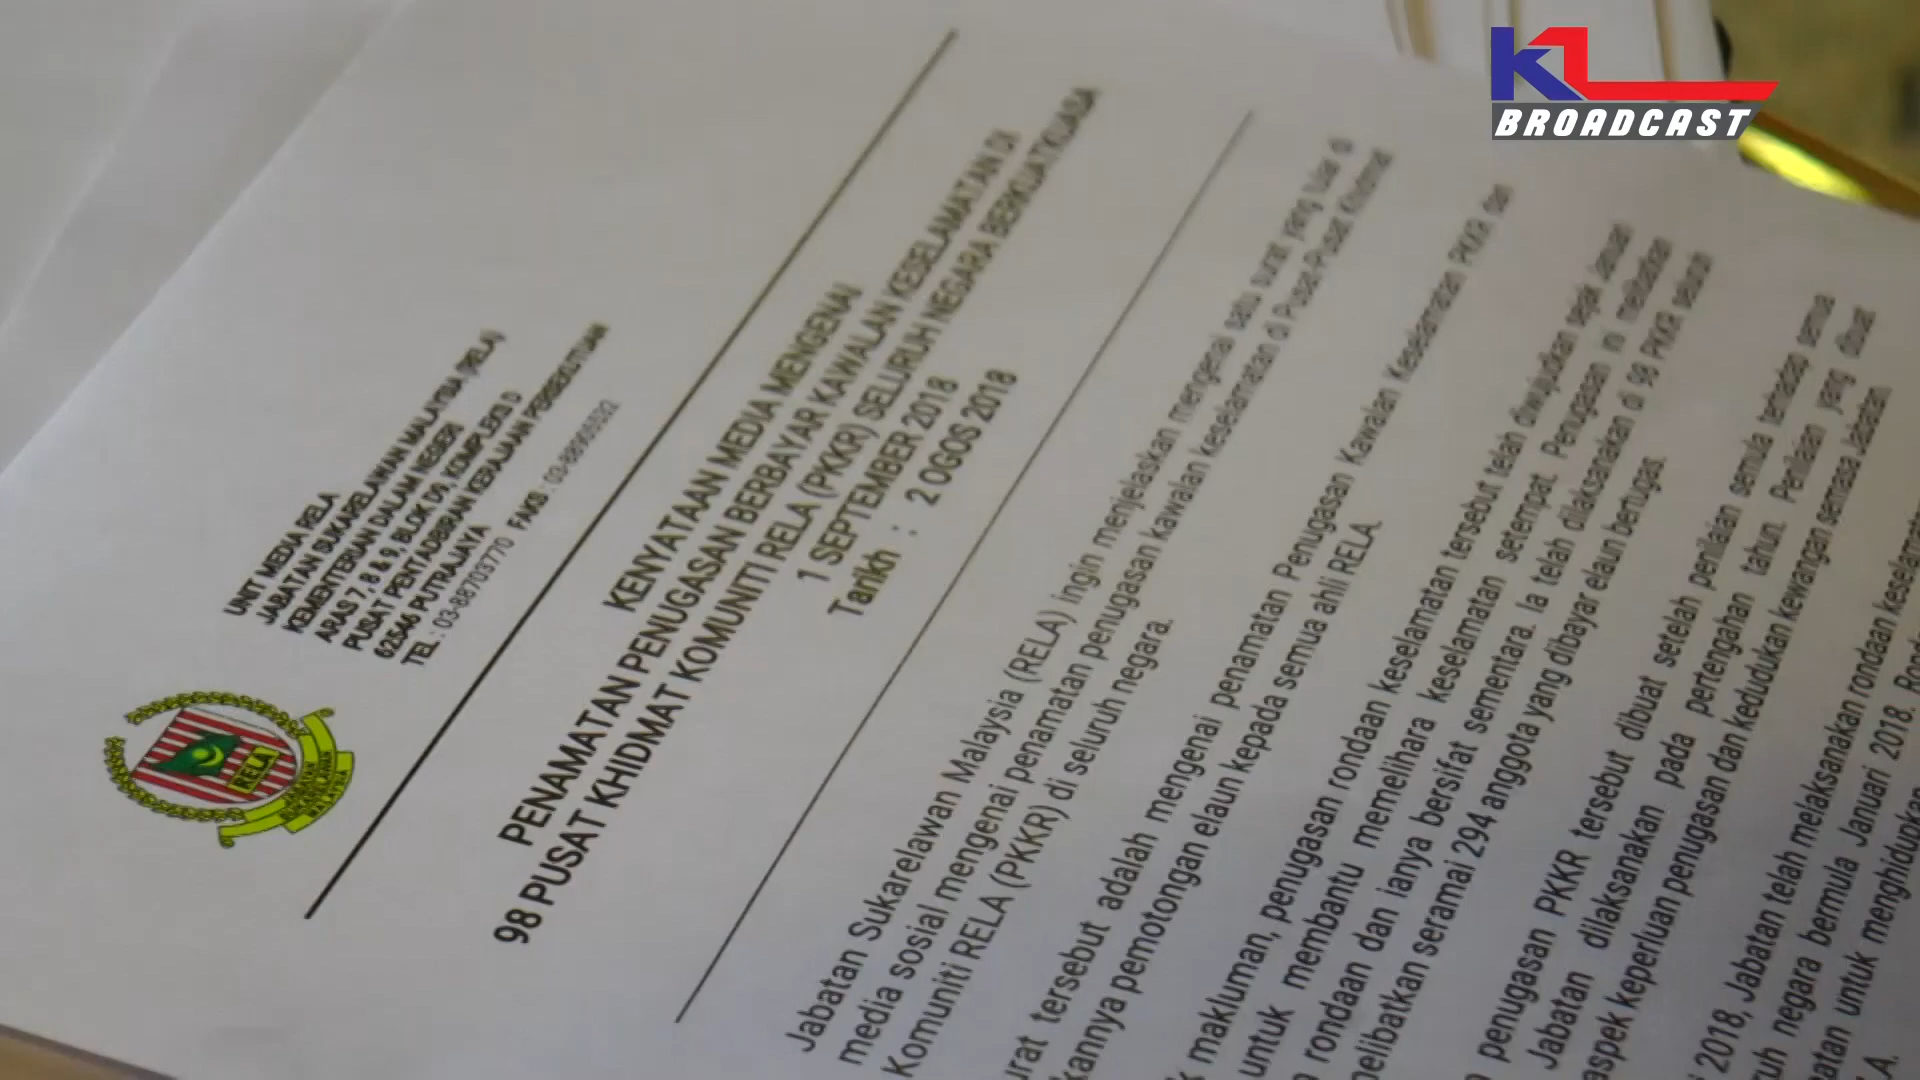 KL
BROADCAST
UNIT MEDIA RELA
JABATAN SUKARELAWAN MALAYSIA (RELA)
KEMENTERIAN DALAM NEGERI
ARAS 7, 8 & 9, BLOK D9, KOMPLEKS D
PUSAT PENTADBIRAN KERAJAAN PERSEKUTUAN
62546 PUTRAJAYA
TEL : 03-88703770 FAKS :
RELA
JABATAN
SUKARELAWAN
MALAYSIA
KENYATAAN MEDIA MENGENAI
PENAMATAN PENUGASAN BERBAYAR KAWALAN KESELAMATAN DI
98 PUSAT KHIDMAT KOMUNITI RELA (PKKR) SELURUH NEGARA BERKUATKUASA
1 SEPTEMBER 2018
Tarikh : 2 OGOS 2018
Jabatan Sukarelawan Malaysia (RELA) ingin menjelaskan mengenai satu surat yang tular di
media sosial mengenai penamatan penugasan kawalan keselamatan di Pusat-Pusat Khidmat
Komuniti RELA (PKKR) di seluruh negara.
urat tersebut adalah mengenai penamatan Penugasan Kawalan Keselamatan PKKR dan
kannya pemotongan elaun kepada semua ahli RELA.
k makluman, penugasan rondaan keselamatan tersebut telah diwujudkan sejak Januari
untuk membantu memelihara keselamatan setempat. Penugasan ini melibatkan
rondaan dan ianya bersifat sementara. Ia telah dilaksanakan di 98 PKKR seluruh
elibatkan seramai 294 anggota yang dibayar elaun bertugas.
penugasan PKKR tersebut dibuat setelah penilaian semula terhadap semua
Jabatan dilaksanakan pada pertengahan tahun. Penilaian yang dibuat
aspek keperluan penugasan dan kedudukan kewangan semasa Jabatan
2018, Jabatan telah melaksanakan rondaan keselamatan
uh negara bermula Januari 2018.
atan untuk menghidupkan
A.